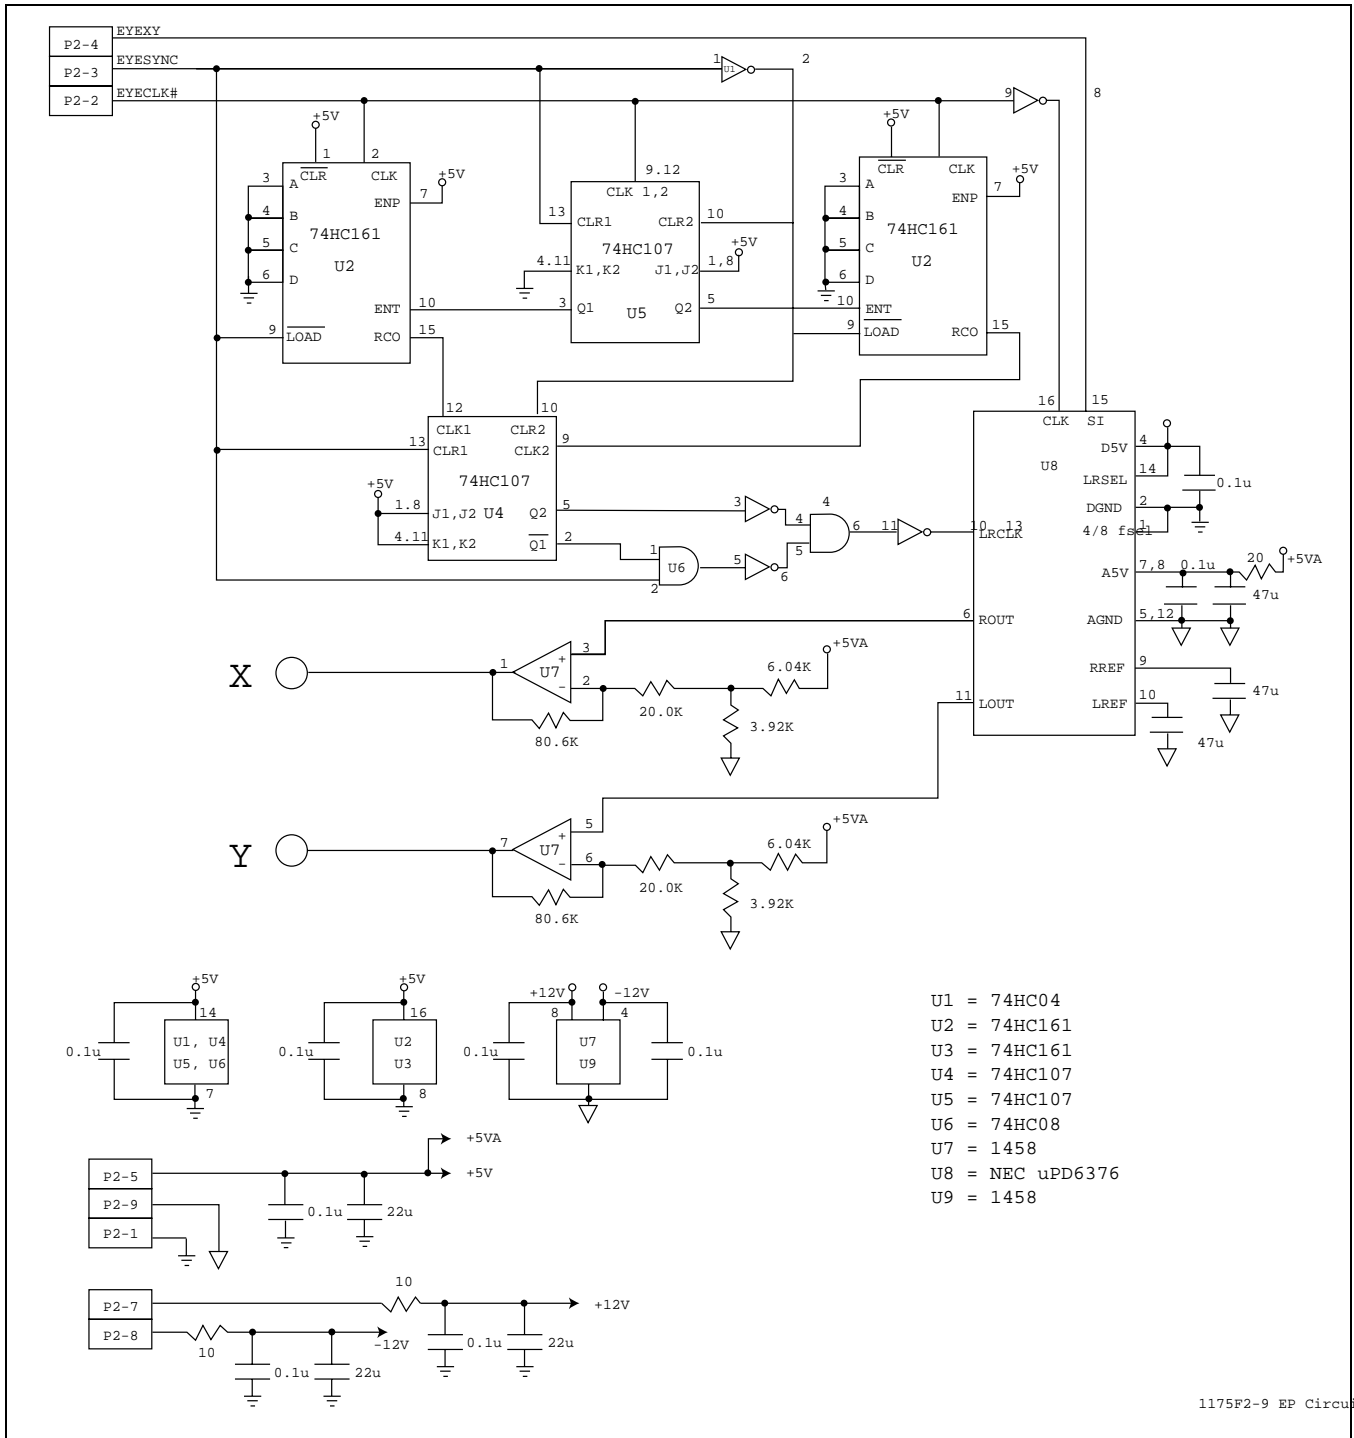 P2-4 EYEXY
P2-3 EYESYNC
P2-2 EYECLK#
1 U1 2
9 8
+5V
1 2
CLR CLK
3 A
4 B
5 C
6 D
ENP 7 +5V
74HC161
U2
ENT 10
9 LOAD RCO 15
9.12
CLK 1,2
13 CLR1 CLR2 10
74HC107
+5V
4.11 K1,K2 J1,J2 1,8
3 Q1 Q2 5
U5
+5V
CLR CLK
3 A
4 B
5 C
6 D
ENP 7 +5V
74HC161
U2
10 ENT
9 LOAD RCO 15
12 10
CLK1 CLR2
13 CLR1 CLK2 9
74HC107
+5V
1.8 J1,J2 U4 Q2 5
4.11 K1,K2 Q1 2
1 U6 2
3 4
5 6
4 5 6
11 10
16 15
CLK SI
U8
D5V 4
LRSEL 14
0.1u
DGND 2
4/8 fsel 1
LRCLK 13
A5V 7,8 0.1u 20 +5VA
47u
AGND 5,12
6 ROUT
RREF 9
47u
11 LOUT
LREF 10
47u
X
1 U7 + 3
- 2
80.6K
20.0K
6.04K
+5VA
3.92K
Y
7 U7 + 5
- 6
80.6K
20.0K
6.04K
+5VA
3.92K
+5V
14
0.1u
U1, U4
U5, U6
7
+5V
16
0.1u
U2
U3
8
+12V -12V
8 4
0.1u
U7
U9
0.1u
U1 = 74HC04
U2 = 74HC161
U3 = 74HC161
U4 = 74HC107
U5 = 74HC107
U6 = 74HC08
U7 = 1458
U8 = NEC uPD6376
U9 = 1458
+5VA
P2-5 +5V
P2-9
P2-1
0.1u 22u
P2-7 10 +12V
P2-8 10 -12V
0.1u 22u
0.1u 22u
1175F2-9 EP Circui